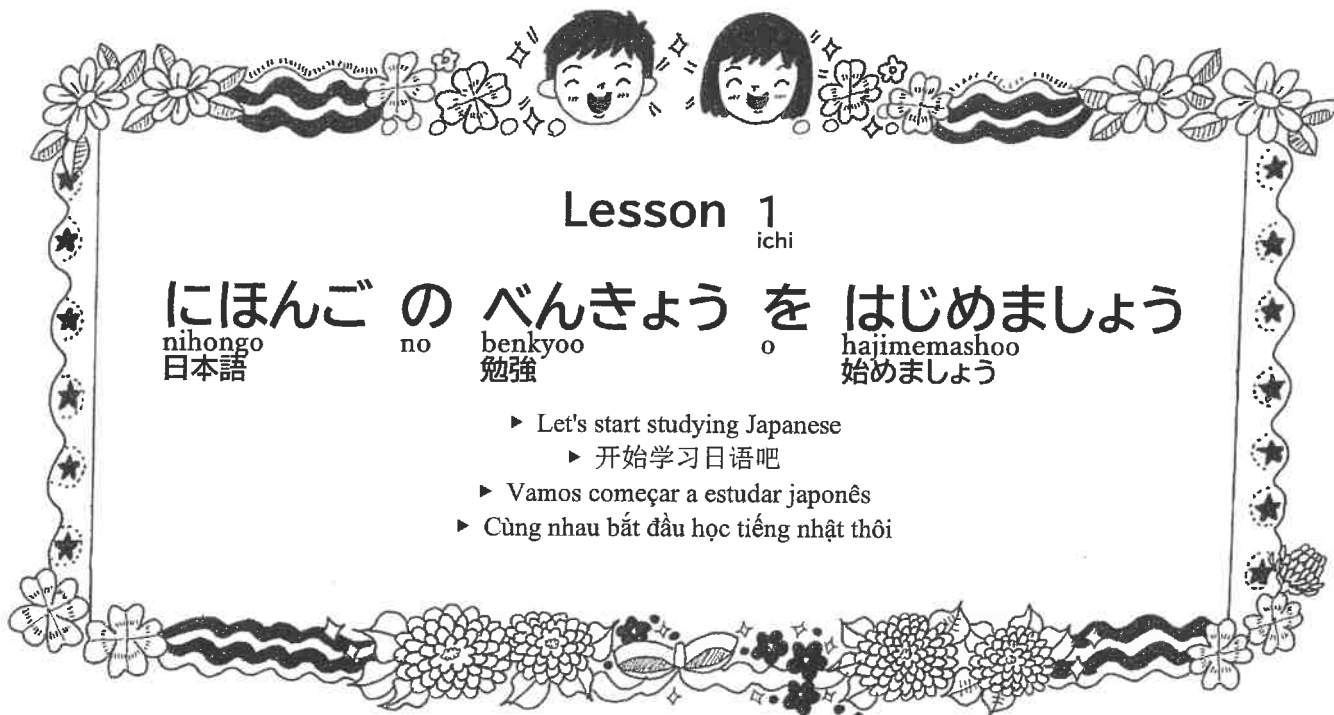 Lesson 1
ichi
にほんご の べんきょう を はじめましょう
nihongo no benkyoo o hajimemashoo
日本語 勉強 始めましょう
▶ Let's start studying Japanese
▶ 开始学习日语吧
▶ Vamos começar a estudar japonês
▶ Cùng nhau bắt đầu học tiếng nhật thôi